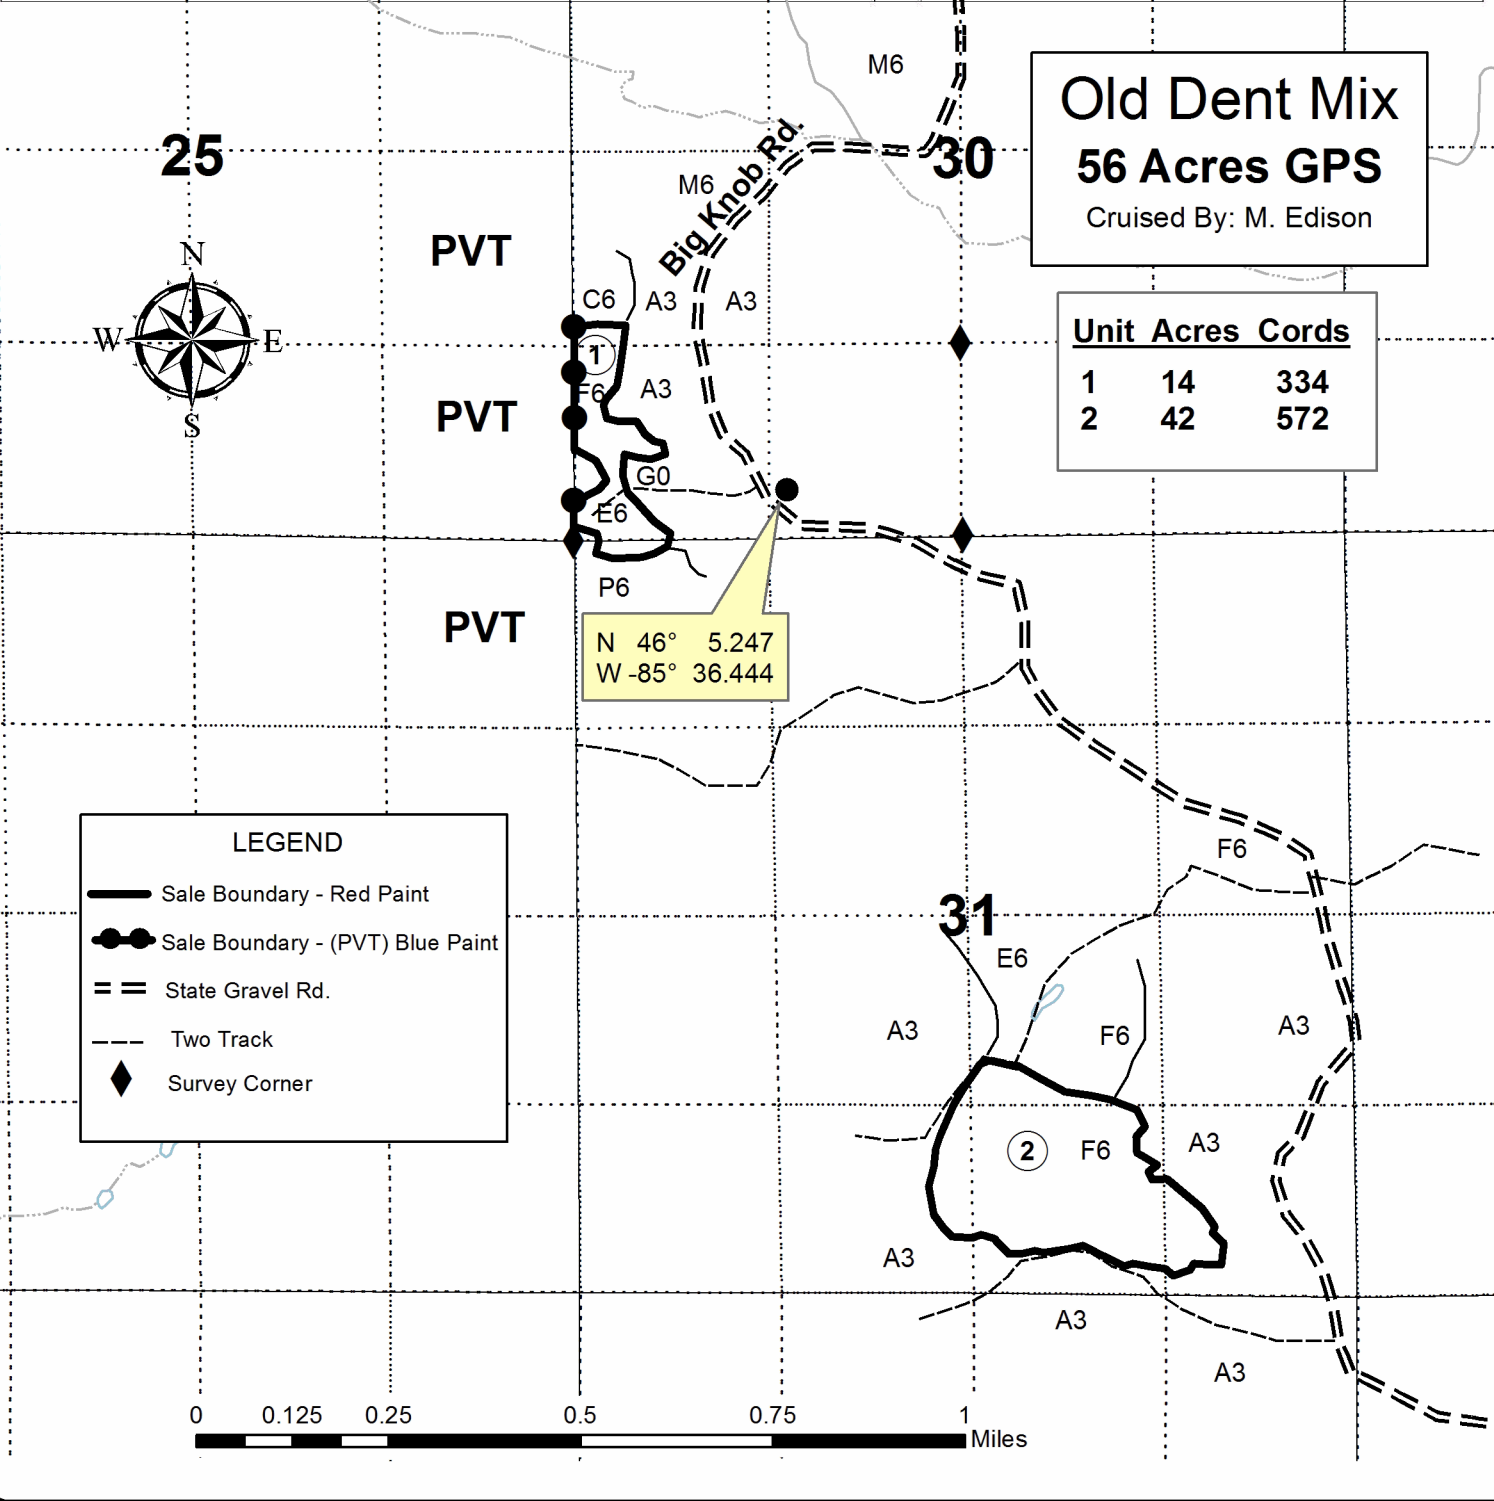 M6
Old Dent Mix
56 Acres GPS
Cruised By: M. Edison
25
30
Big Knob Rd.
M6
PVT
N
W E
S
C6 A3 A3
Unit Acres Cords
1 14 334
2 42 572
1
F6 A3
PVT
G0
E6
P6
PVT
N 46° 5.247
W -85° 36.444
LEGEND
Sale Boundary - Red Paint
Sale Boundary - (PVT) Blue Paint
State Gravel Rd.
Two Track
Survey Corner
F6
31
E6
A3
F6
A3
2
F6
A3
A3
A3
A3
0 0.125 0.25 0.5 0.75 1
Miles